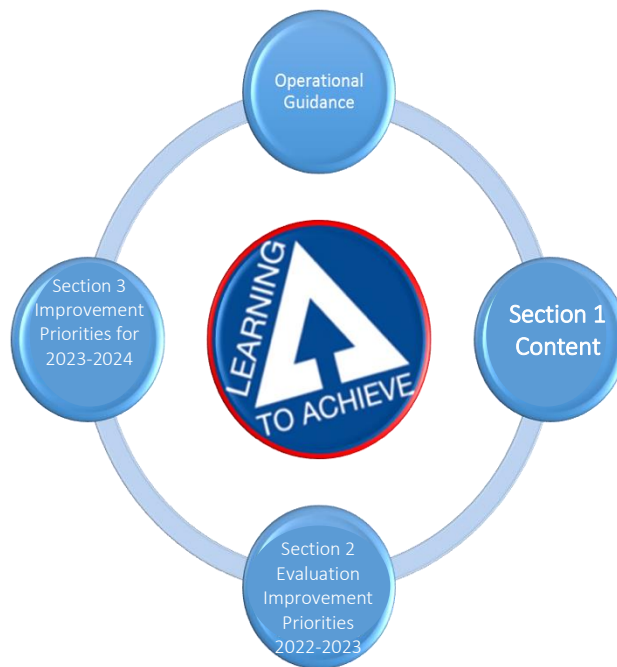 Operational
Guidance
Section 1
Content
Section 2
Evaluation
Improvement
Priorities
2022-2023
Section 3
Improvement
Priorities for
2023-2024
LEARNING
TO ACHIEVE